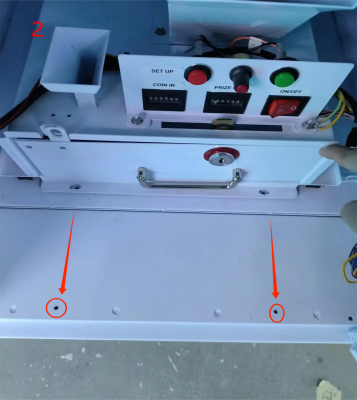 2
SET UP
COIN IN
PRIZE
ON/OFF